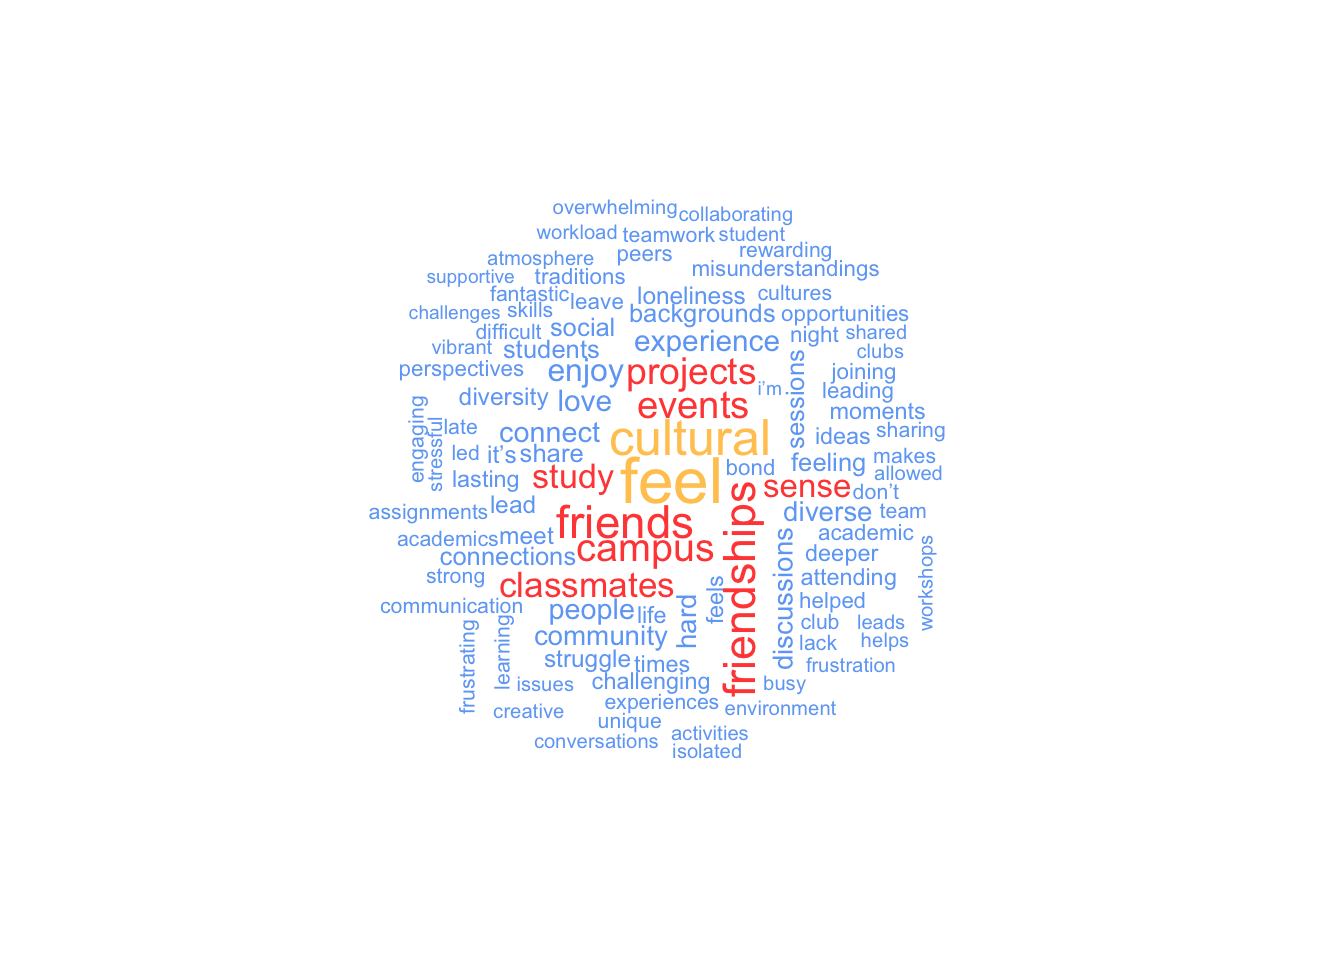 overwhelming
collaborating
workload
teamwork
student
atmosphere
peers
rewarding
supportive
traditions
misunderstandings
fantastic
leave
loneliness
cultures
challenges
skills
social
backgrounds
opportunities
difficult
experience
night
shared
vibrant
students
clubs
perspectives
enjoy
projects
i’m
sessions
joining
leading
diversity
love
events
moments
engaging
stressful
late
connect
cultural
ideas
sharing
led
it’s
share
bond
feeling
makes
lasting
study
feel
sense
allowed
don’t
assignments
lead
friends
friendships
diverse
team
academics
meet
campus
discussions
academic
connections
deeper
workshops
strong
classmates
feels
attending
communication
people
life
hard
helped
community
club
leads
frustrating
learning
struggle
times
lack
helps
issues
challenging
busy
frustration
creative
experiences
environment
unique
conversations
activities
isolated